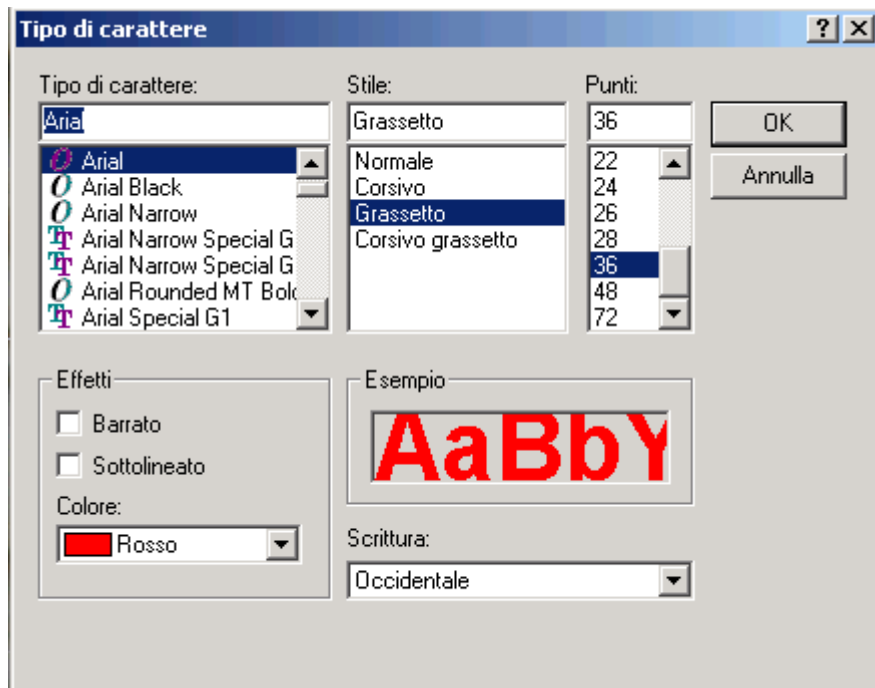 Tipo di carattere
Tipo di carattere:
Arial
Arial
Arial Black
Arial Narrow
Arial Narrow Special G
Arial Narrow Special G
Arial Rounded MT Bold
Arial Special G1
Stile:
Grassetto
Normale
Corsivo
Grassetto
Corsivo grassetto
Punti:
36
22
24
26
28
36
48
72
OK
Annulla
Effetti
Barrato
Sottolineato
Colore:
Rosso
Esempio
AaBbY
Scrittura:
Occidentale